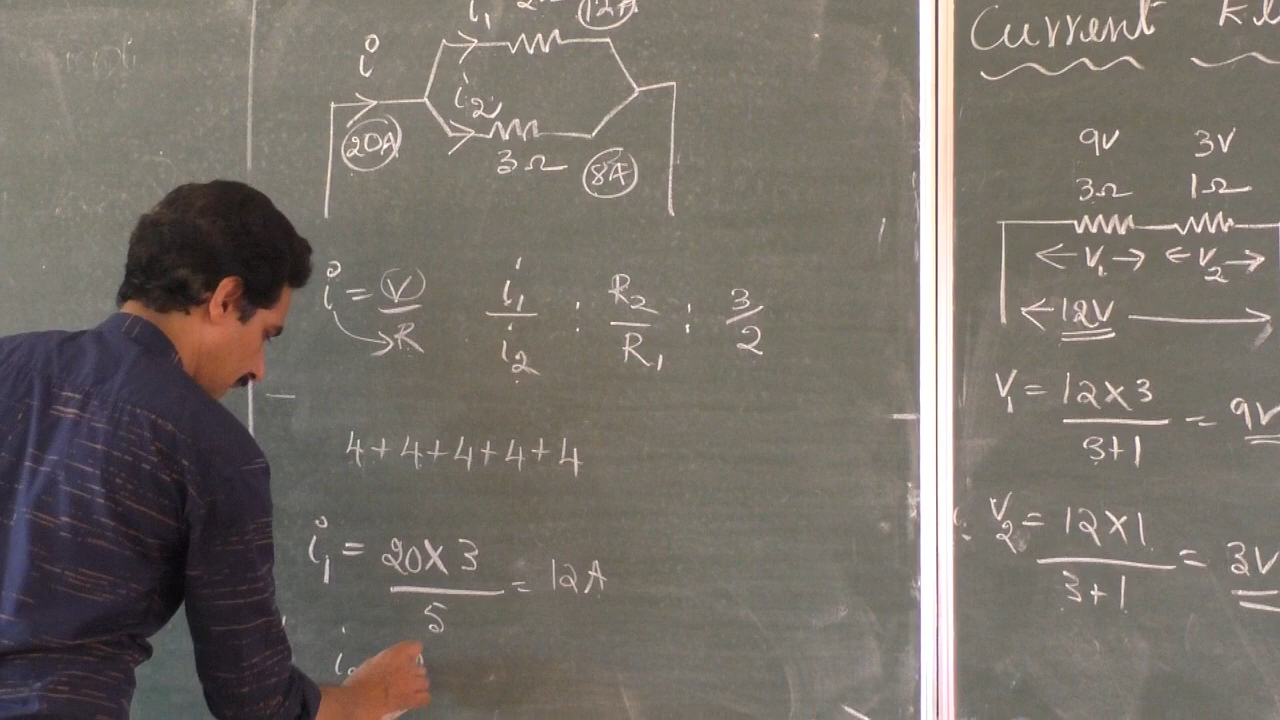 i₁ 12A
i
i₂
20A
3Ω
8A
i = V/R i₁/i₂ : R₂/R₁ : 3/2
4+4+4+4+4
i₁ = 20×3/5 = 12A
Current
9V 3V
3Ω 1Ω
← V₁ → ← V₂ →
← 12V →
V₁ = 12×3/3+1 = 9V
V₂ = 12×1/3+1 = 3V